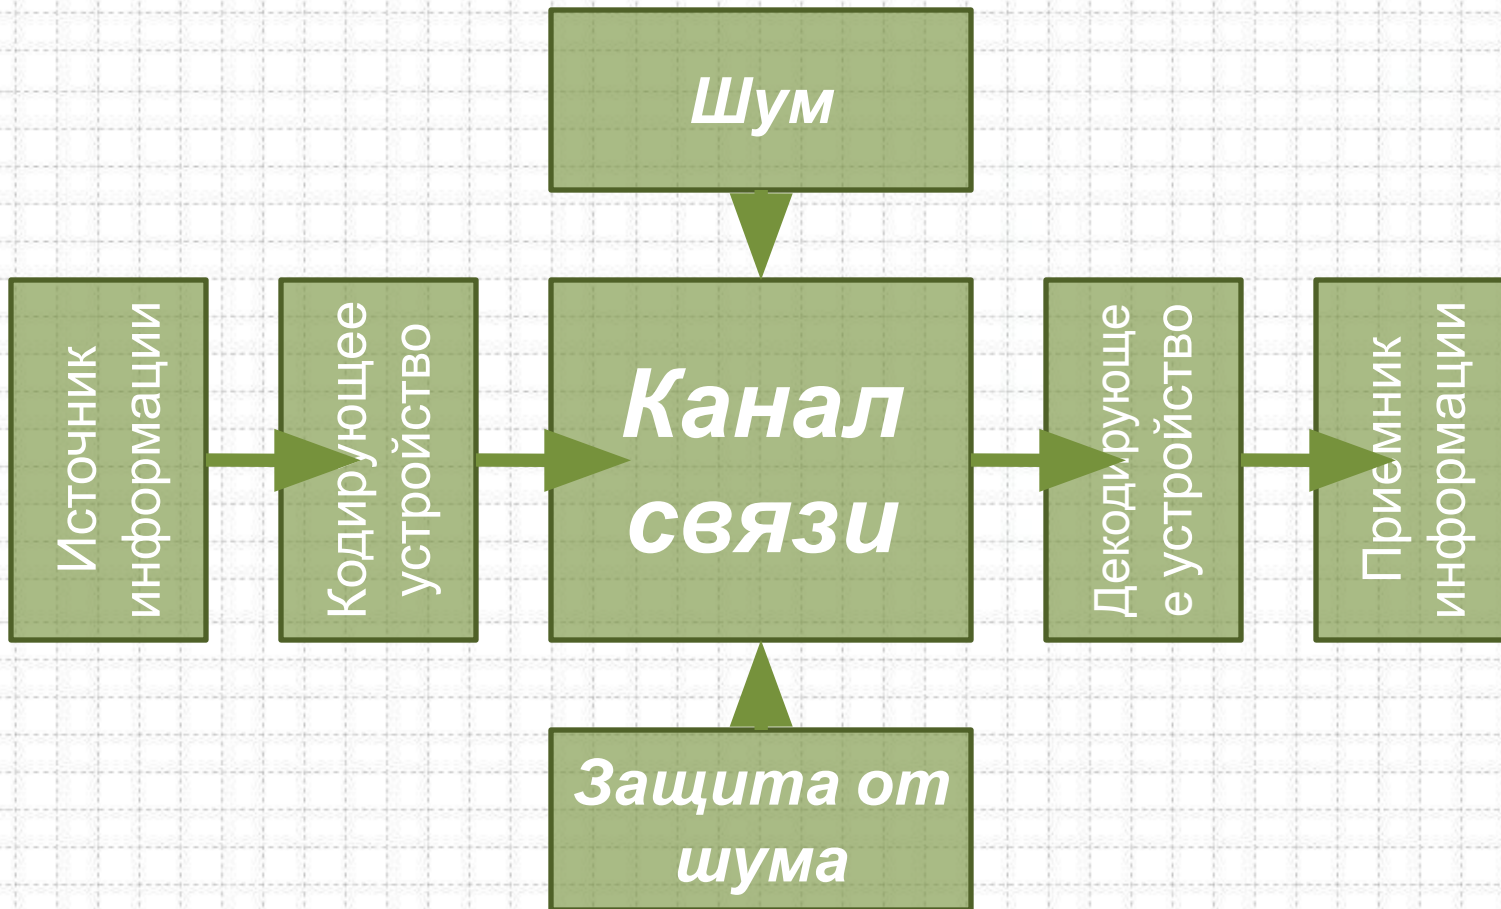 Шум
Источник
информации
Кодирующее
устройство
Канал
связи
Декодирующе
е устройство
Приемник
информации
Защита от
шума